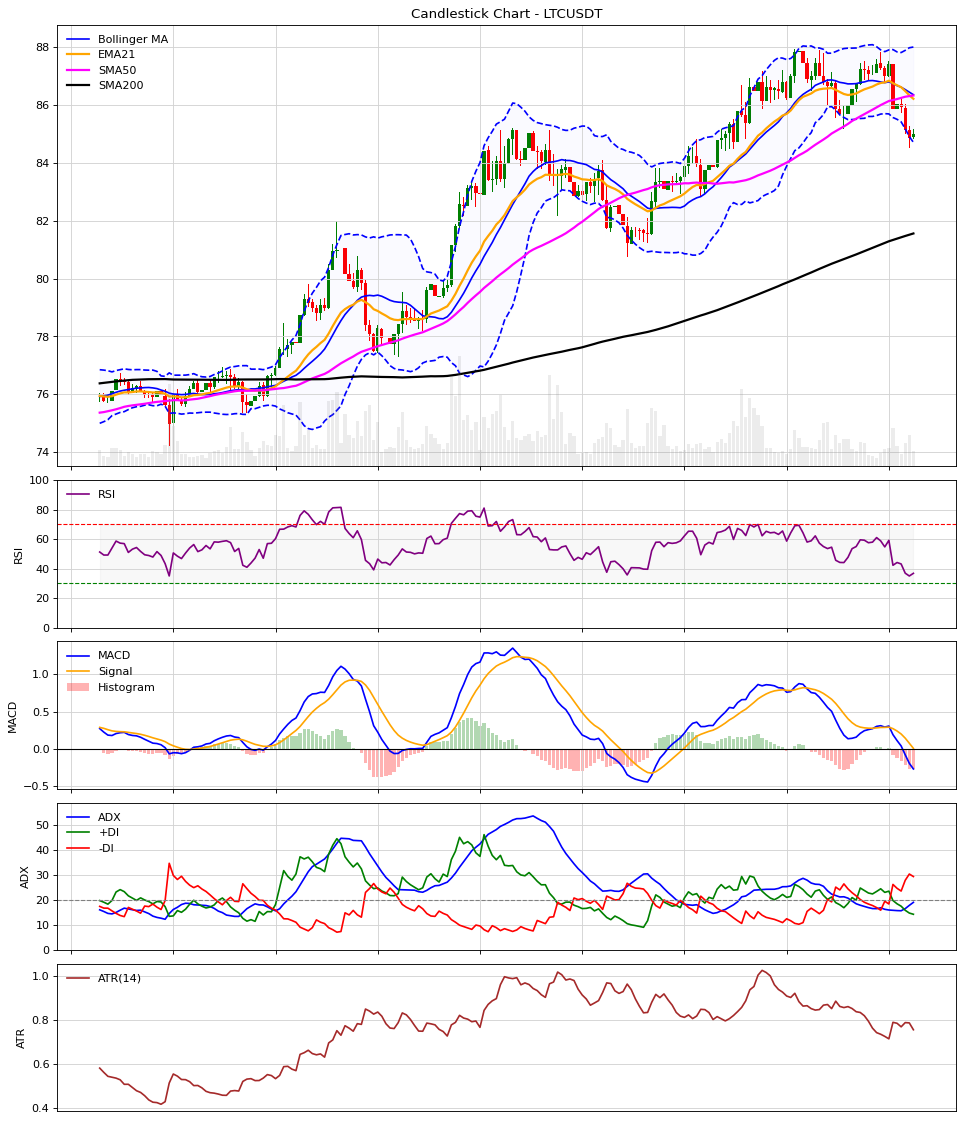 Candlestick Chart - LTCUSDT
Bollinger MA
EMA21
SMA50
SMA200
88
86
84
82
80
78
76
74
RSI
RSI
100
80
60
40
20
0
MACD
Signal
Histogram
MACD
1.0
0.5
0.0
−0.5
ADX
+DI
-DI
ADX
50
40
30
20
10
0
ATR(14)
ATR
1.0
0.8
0.6
0.4